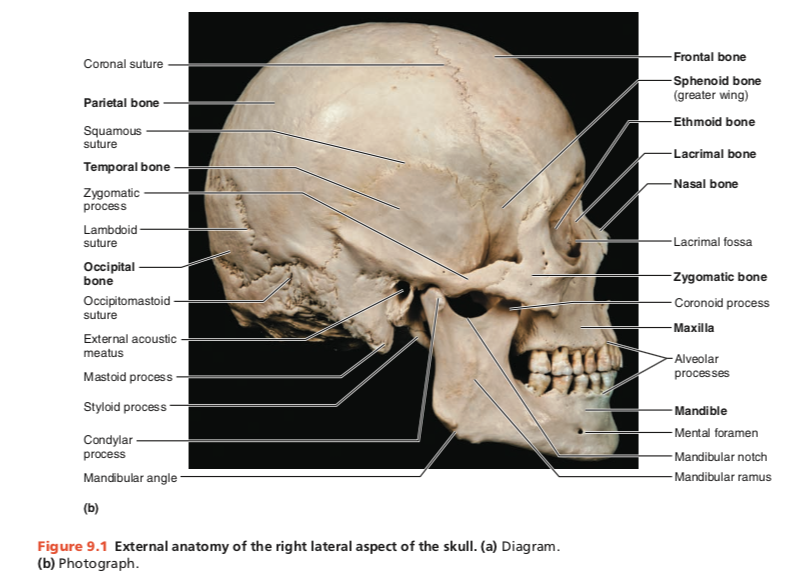 Coronal suture
Parietal bone
Squamous
suture
Temporal bone
Zygomatic
process
Lambdoid
suture
Occipital
bone
Occipitomastoid
suture
External acoustic
meatus
Mastoid process
Styloid process
Condylar
process
Mandibular angle
Frontal bone
Sphenoid bone
(greater wing)
Ethmoid bone
Lacrimal bone
Nasal bone
Lacrimal fossa
Zygomatic bone
Coronoid process
Maxilla
Alveolar
processes
Mandible
Mental foramen
Mandibular notch
Mandibular ramus
(b)
Figure 9.1 External anatomy of the right lateral aspect of the skull. (a) Diagram.
(b) Photograph.